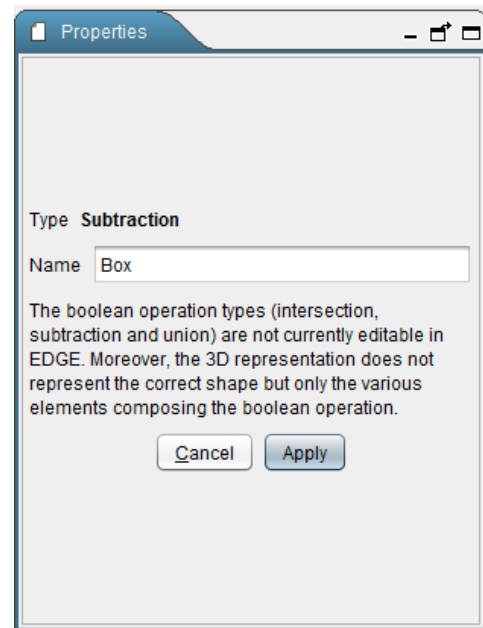 Properties
Type Subtraction
Name Box
The boolean operation types (intersection,
subtraction and union) are not currently editable in
EDGE. Moreover, the 3D representation does not
represent the correct shape but only the various
elements composing the boolean operation.
Cancel Apply